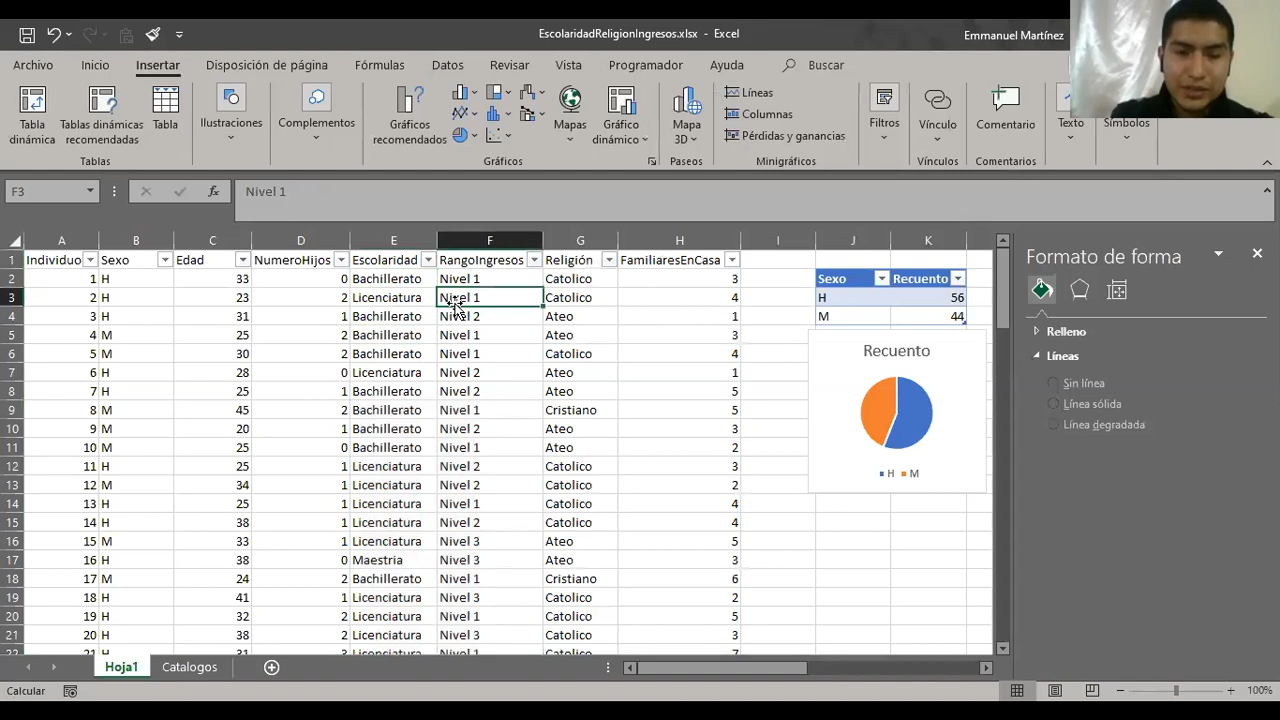 EscolaridadReligionIngresos.xlsx - Excel
Emmanuel Martínez
Archivo Inicio Insertar Disposición de página Fórmulas Datos Revisar Vista Programador Ayuda Buscar
Tabla dinámica
Tablas dinámicas recomendadas
Tabla
Ilustraciones
Complementos
Gráficos recomendados
Mapas
Gráfico dinámico
Mapa 3D
Líneas
Columnas
Pérdidas y ganancias
Filtros
Vínculo
Comentario
Texto
Símbolos
Tablas Gráficos Paseos Minigráficos Vínculos Comentarios
F3 fx Nivel 1
A B C D E F G H I J K
1 Individuo Sexo Edad NumeroHijos Escolaridad RangoIngresos Religión FamiliaresEnCasa
2 1 H 33 0 Bachillerato Nivel 1 Catolico 3 Sexo Recuento
3 2 H 23 2 Licenciatura Nivel 1 Catolico 4 H 56
4 3 H 31 1 Bachillerato Nivel 2 Ateo 1 M 44
5 4 M 25 2 Bachillerato Nivel 1 Ateo 3
6 5 M 30 2 Bachillerato Nivel 1 Catolico 4
7 6 H 28 0 Licenciatura Nivel 2 Ateo 1
8 7 H 25 1 Bachillerato Nivel 2 Ateo 5
9 8 M 45 2 Bachillerato Nivel 1 Cristiano 5
10 9 M 20 1 Bachillerato Nivel 2 Ateo 3
11 10 M 25 0 Bachillerato Nivel 1 Ateo 2
12 11 H 25 1 Licenciatura Nivel 2 Catolico 3
13 12 M 34 1 Licenciatura Nivel 2 Catolico 2
14 13 H 25 1 Licenciatura Nivel 1 Catolico 4
15 14 H 38 1 Licenciatura Nivel 2 Catolico 4
16 15 M 33 1 Licenciatura Nivel 3 Ateo 5
17 16 H 38 0 Maestria Nivel 3 Ateo 3
18 17 M 24 2 Bachillerato Nivel 1 Cristiano 6
19 18 H 41 1 Licenciatura Nivel 3 Catolico 2
20 19 H 32 2 Licenciatura Nivel 1 Catolico 5
21 20 H 38 2 Licenciatura Nivel 3 Catolico 3
22 21 H 31 3 Licenciatura Nivel 1 Catolico 7
Recuento
H M
Formato de forma
Relleno
Líneas
Sin línea
Línea sólida
Línea degradada
Hoja1 Catalogos
Calcular
100%